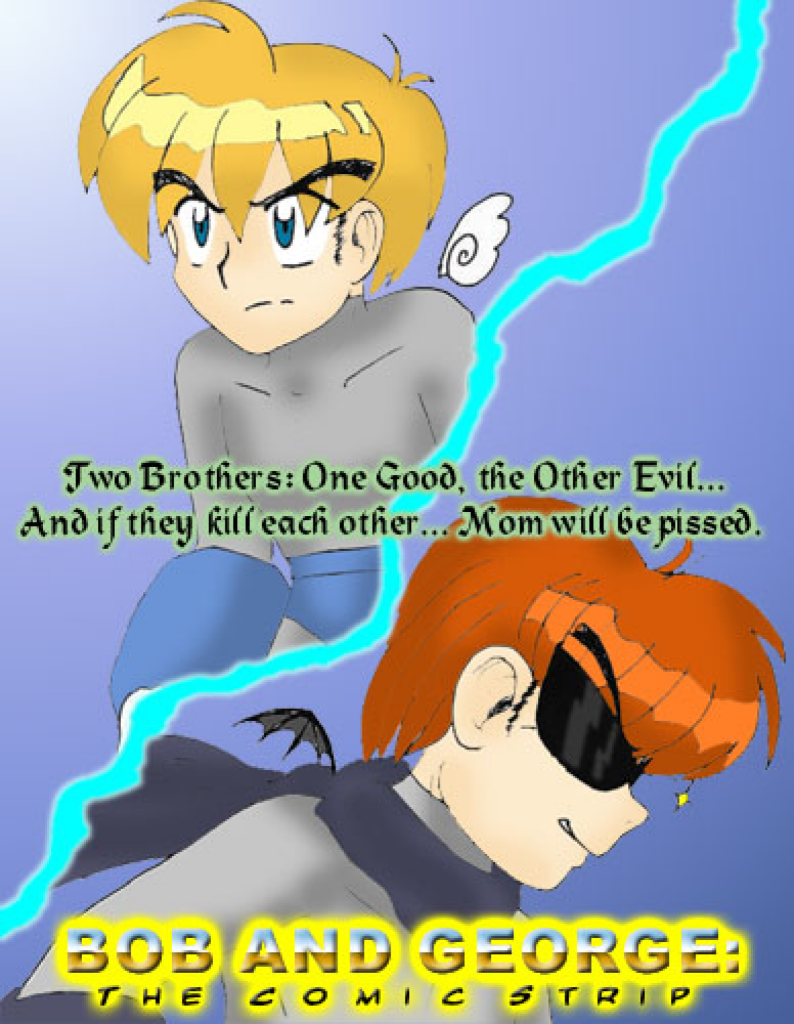 Two Brothers: One Good, the Other Evil...
And if they kill each other... Mom will be pissed.
BOB AND GEORGE:
THE COMIC STRIP